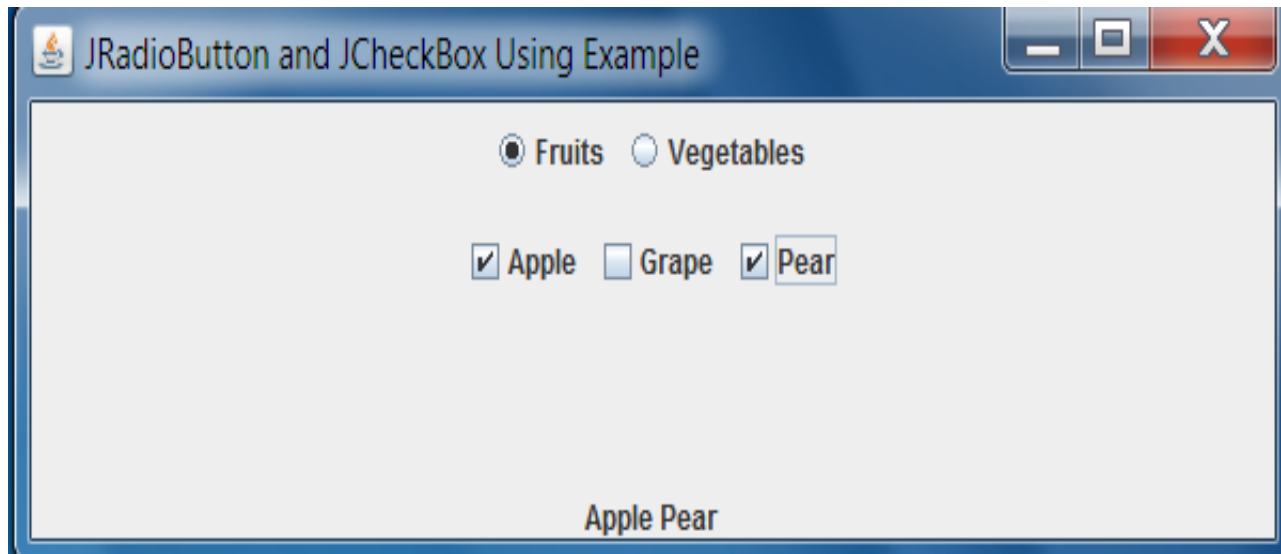 JRadioButton and JCheckBox Using Example
Fruits Vegetables
Apple Grape Pear
Apple Pear